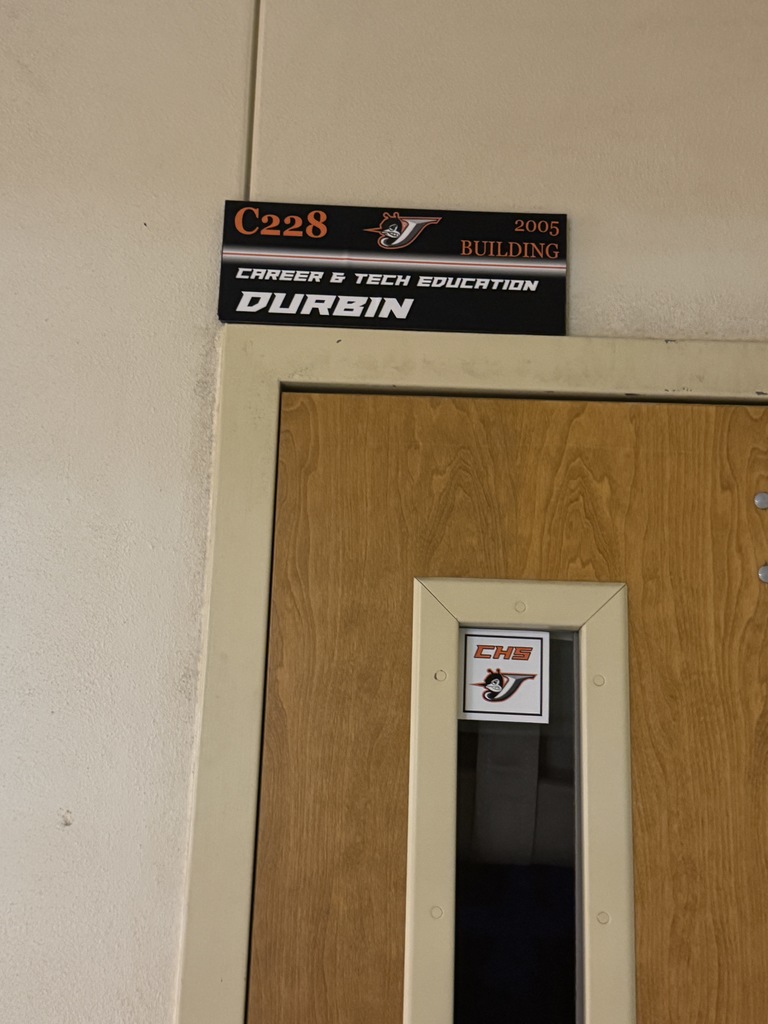 C228
2005
BUILDING
CAREER & TECH EDUCATION
DURBIN
CHS
J